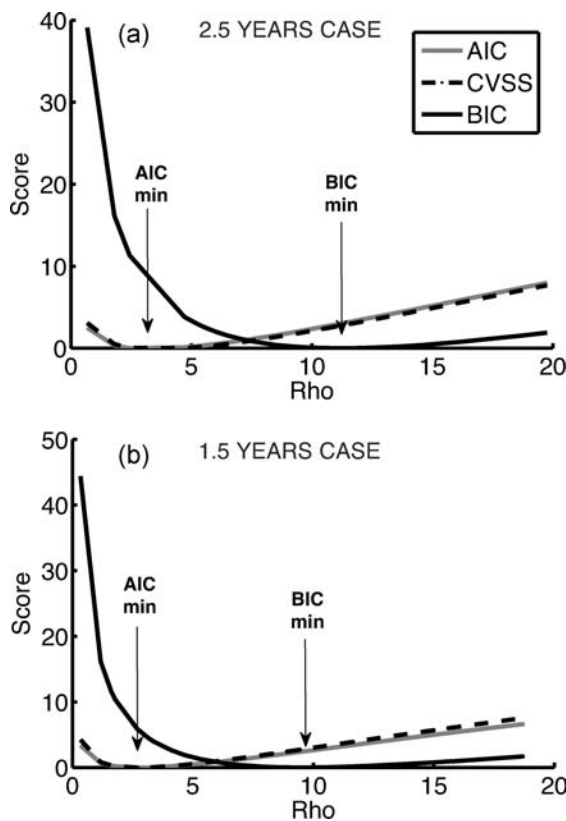 (a) 2.5 YEARS CASE
AIC
CVSS
BIC
Score
40
30
20
10
0
AIC
min
BIC
min
0 5 10 15 20
Rho
(b) 1.5 YEARS CASE
Score
50
40
30
20
10
0
AIC
min
BIC
min
0 5 10 15 20
Rho